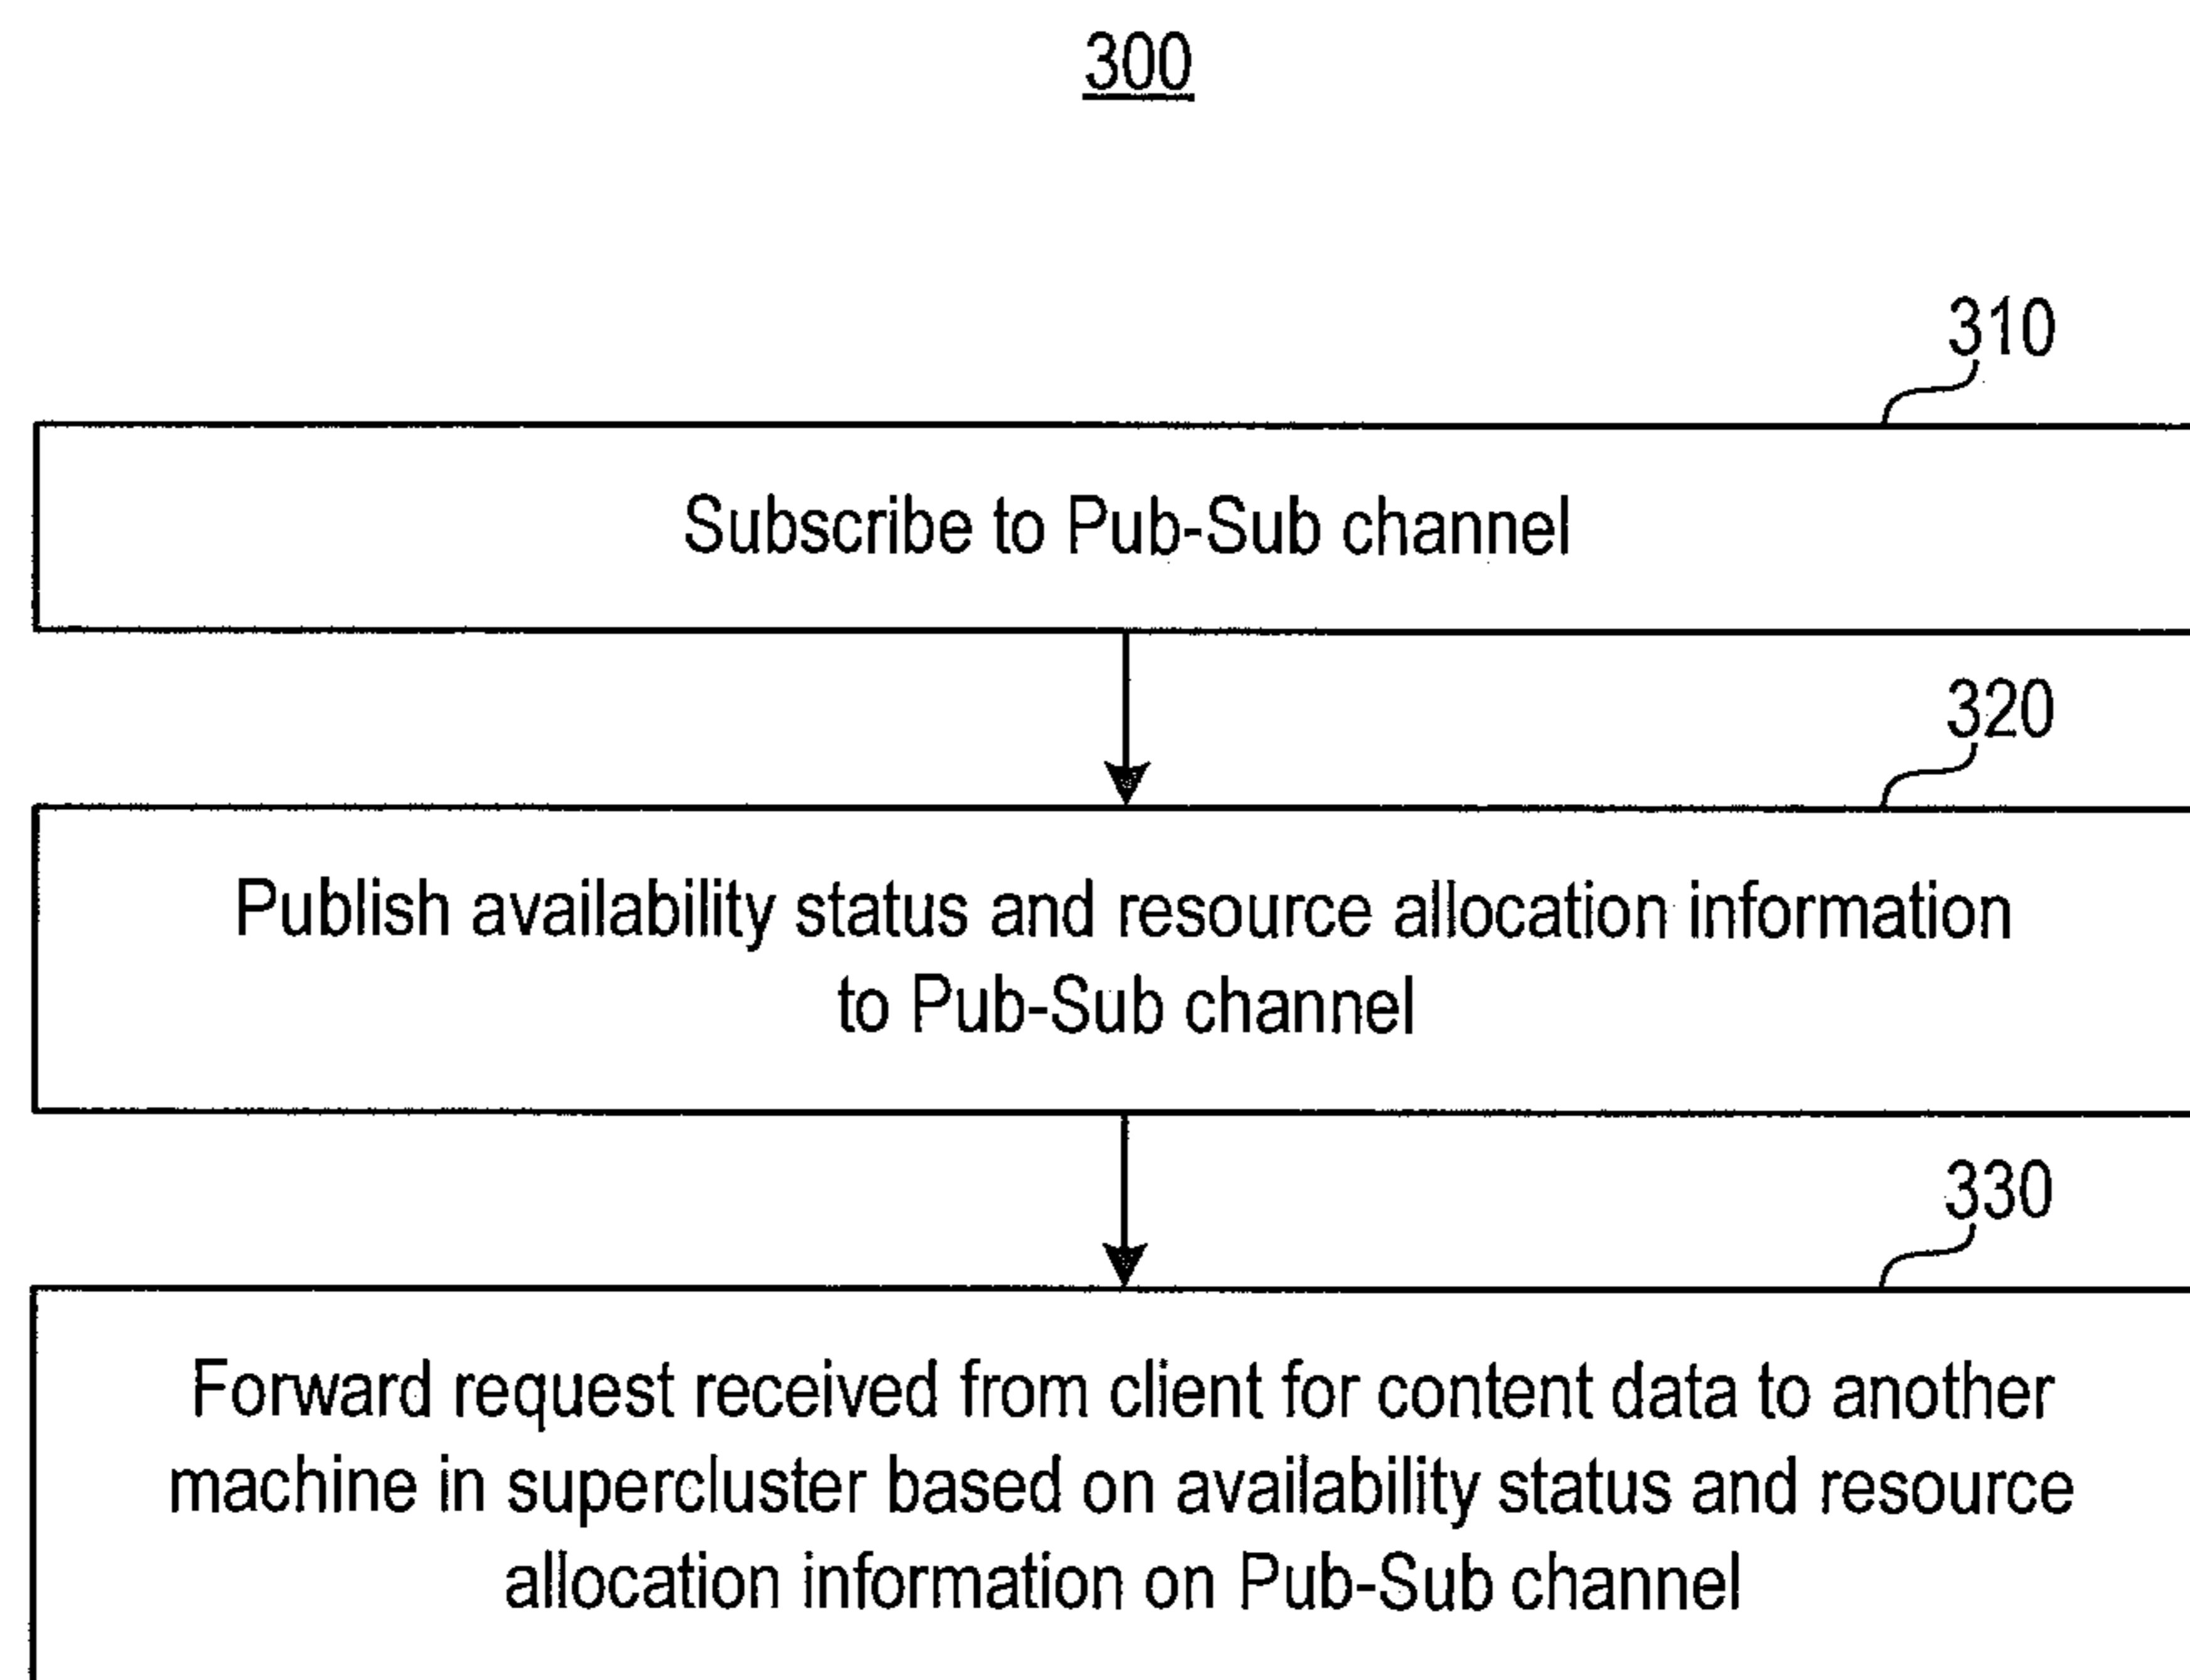 300
310
Subscribe to Pub-Sub channel
320
Publish availability status and resource allocation information
to Pub-Sub channel
330
Forward request received from client for content data to another
machine in supercluster based on availability status and resource
allocation information on Pub-Sub channel